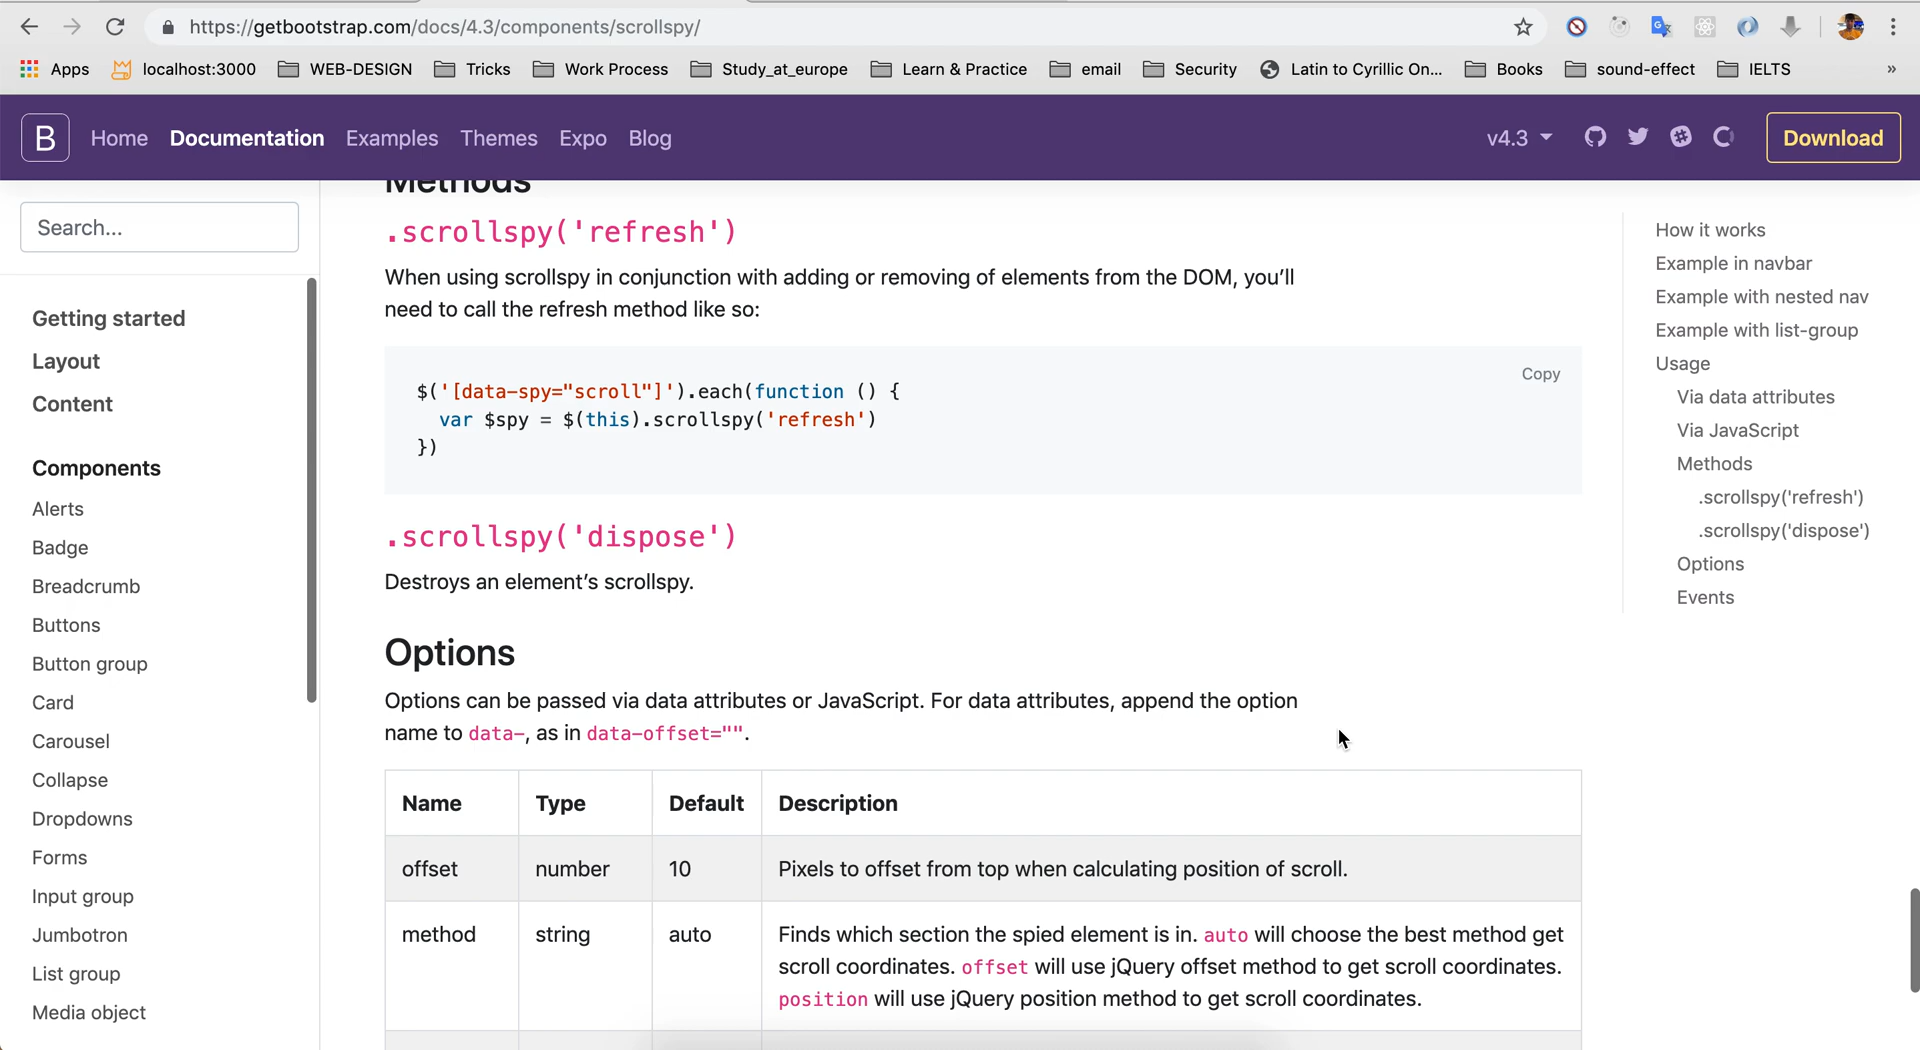 https://getbootstrap.com/docs/4.3/components/scrollspy/
Apps localhost:3000 WEB-DESIGN Tricks Work Process Study_at_europe Learn & Practice email Security Latin to Cyrillic On... Books sound-effect IELTS »
B Home Documentation Examples Themes Expo Blog v4.3 Download
Search...
Getting started
Layout
Content
Components
Alerts
Badge
Breadcrumb
Buttons
Button group
Card
Carousel
Collapse
Dropdowns
Forms
Input group
Jumbotron
List group
Media object
Methods
.scrollspy('refresh')
When using scrollspy in conjunction with adding or removing of elements from the DOM, you’ll
need to call the refresh method like so:
Copy
$('[data-spy="scroll"]').each(function () {
var $spy = $(this).scrollspy('refresh')
})
.scrollspy('dispose')
Destroys an element’s scrollspy.
Options
Options can be passed via data attributes or JavaScript. For data attributes, append the option
name to data-, as in data-offset="".
Name Type Default Description
offset number 10 Pixels to offset from top when calculating position of scroll.
method string auto Finds which section the spied element is in. auto will choose the best method get
scroll coordinates. offset will use jQuery offset method to get scroll coordinates.
position will use jQuery position method to get scroll coordinates.
How it works
Example in navbar
Example with nested nav
Example with list-group
Usage
Via data attributes
Via JavaScript
Methods
.scrollspy('refresh')
.scrollspy('dispose')
Options
Events